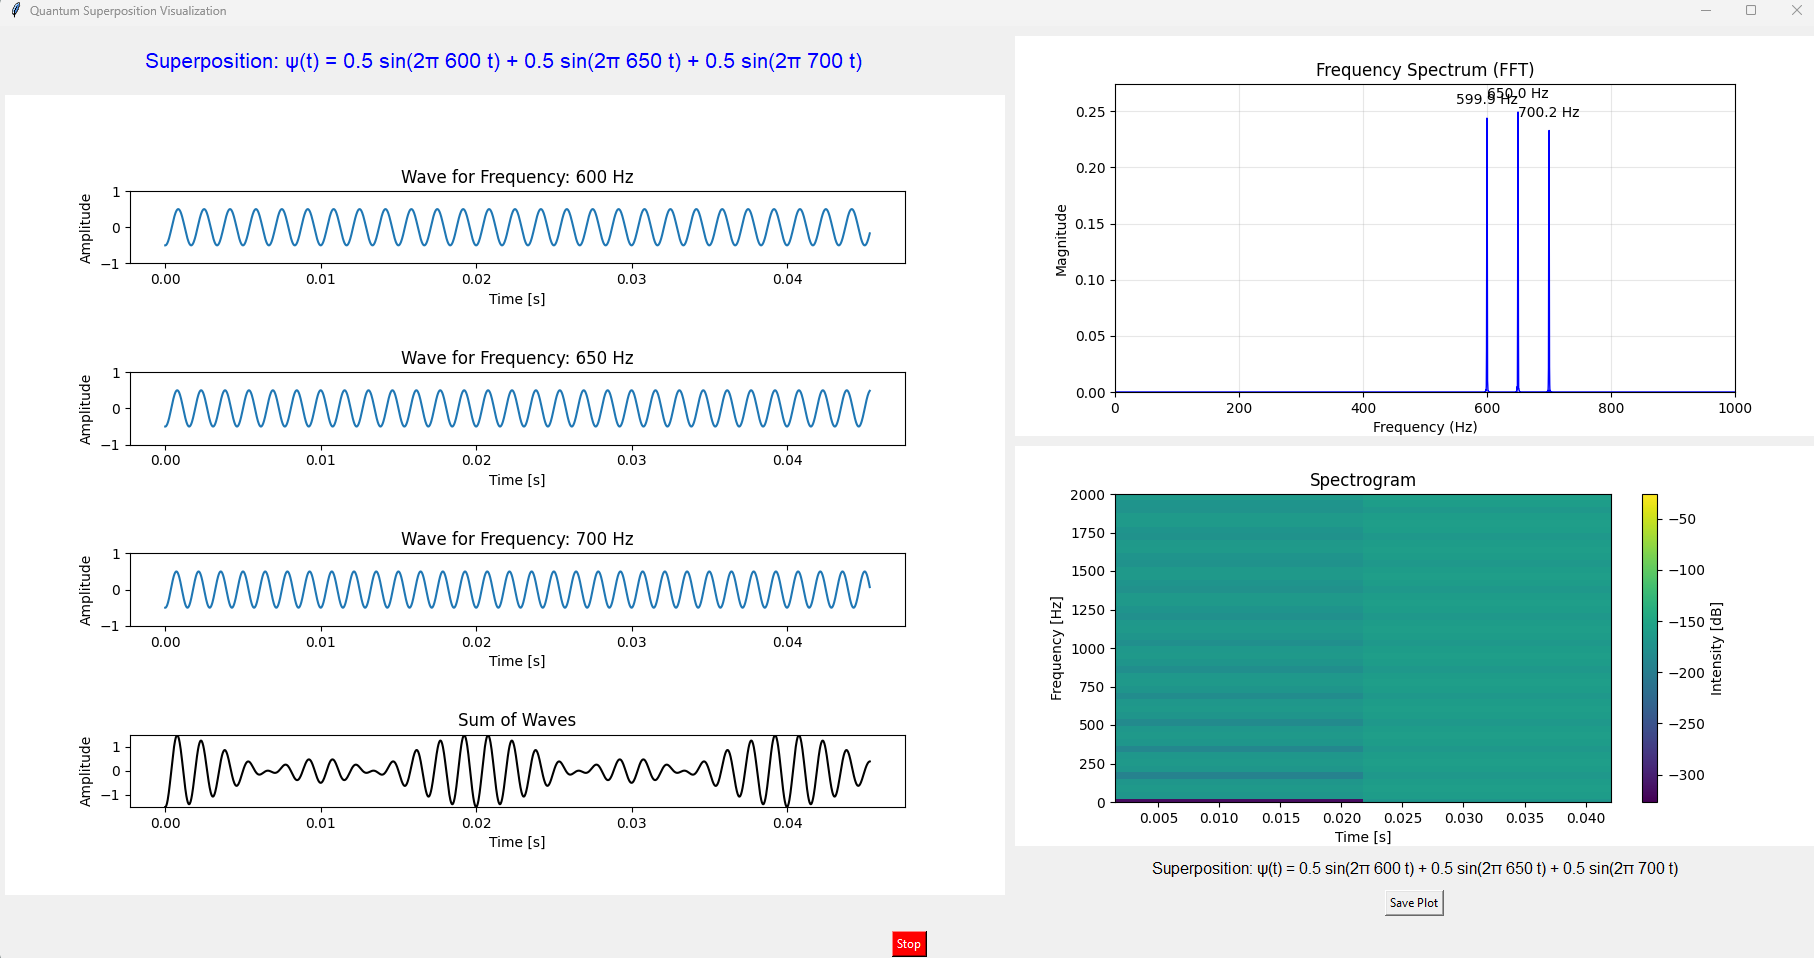 Quantum Superposition Visualization
Superposition: ψ(t) = 0.5 sin(2π 600 t) + 0.5 sin(2π 650 t) + 0.5 sin(2π 700 t)
Wave for Frequency: 600 Hz
Amplitude
1
0
−1
0.00 0.01 0.02 0.03 0.04
Time [s]
Wave for Frequency: 650 Hz
Amplitude
1
0
−1
0.00 0.01 0.02 0.03 0.04
Time [s]
Wave for Frequency: 700 Hz
Amplitude
1
0
−1
0.00 0.01 0.02 0.03 0.04
Time [s]
Sum of Waves
Amplitude
1
0
−1
0.00 0.01 0.02 0.03 0.04
Time [s]
Frequency Spectrum (FFT)
650.0 Hz
599.9 Hz
700.2 Hz
Magnitude
0.25
0.20
0.15
0.10
0.05
0.00
0 200 400 600 800 1000
Frequency (Hz)
Spectrogram
Frequency [Hz]
2000
1750
1500
1250
1000
750
500
250
0
0.005 0.010 0.015 0.020 0.025 0.030 0.035 0.040
Time [s]
−50
−100
−150
−200
−250
−300
Intensity [dB]
Superposition: ψ(t) = 0.5 sin(2π 600 t) + 0.5 sin(2π 650 t) + 0.5 sin(2π 700 t)
Save Plot
Stop